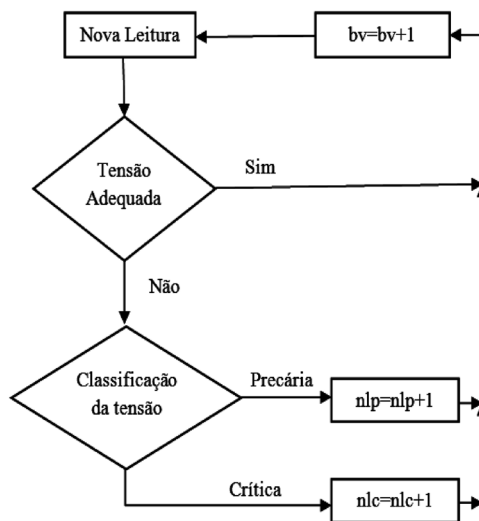 Nova Leitura
bv=bv+1
Tensão
Adequada
Sim
Não
Classificação
da tensão
Precária
nlp=nlp+1
Crítica
nlc=nlc+1